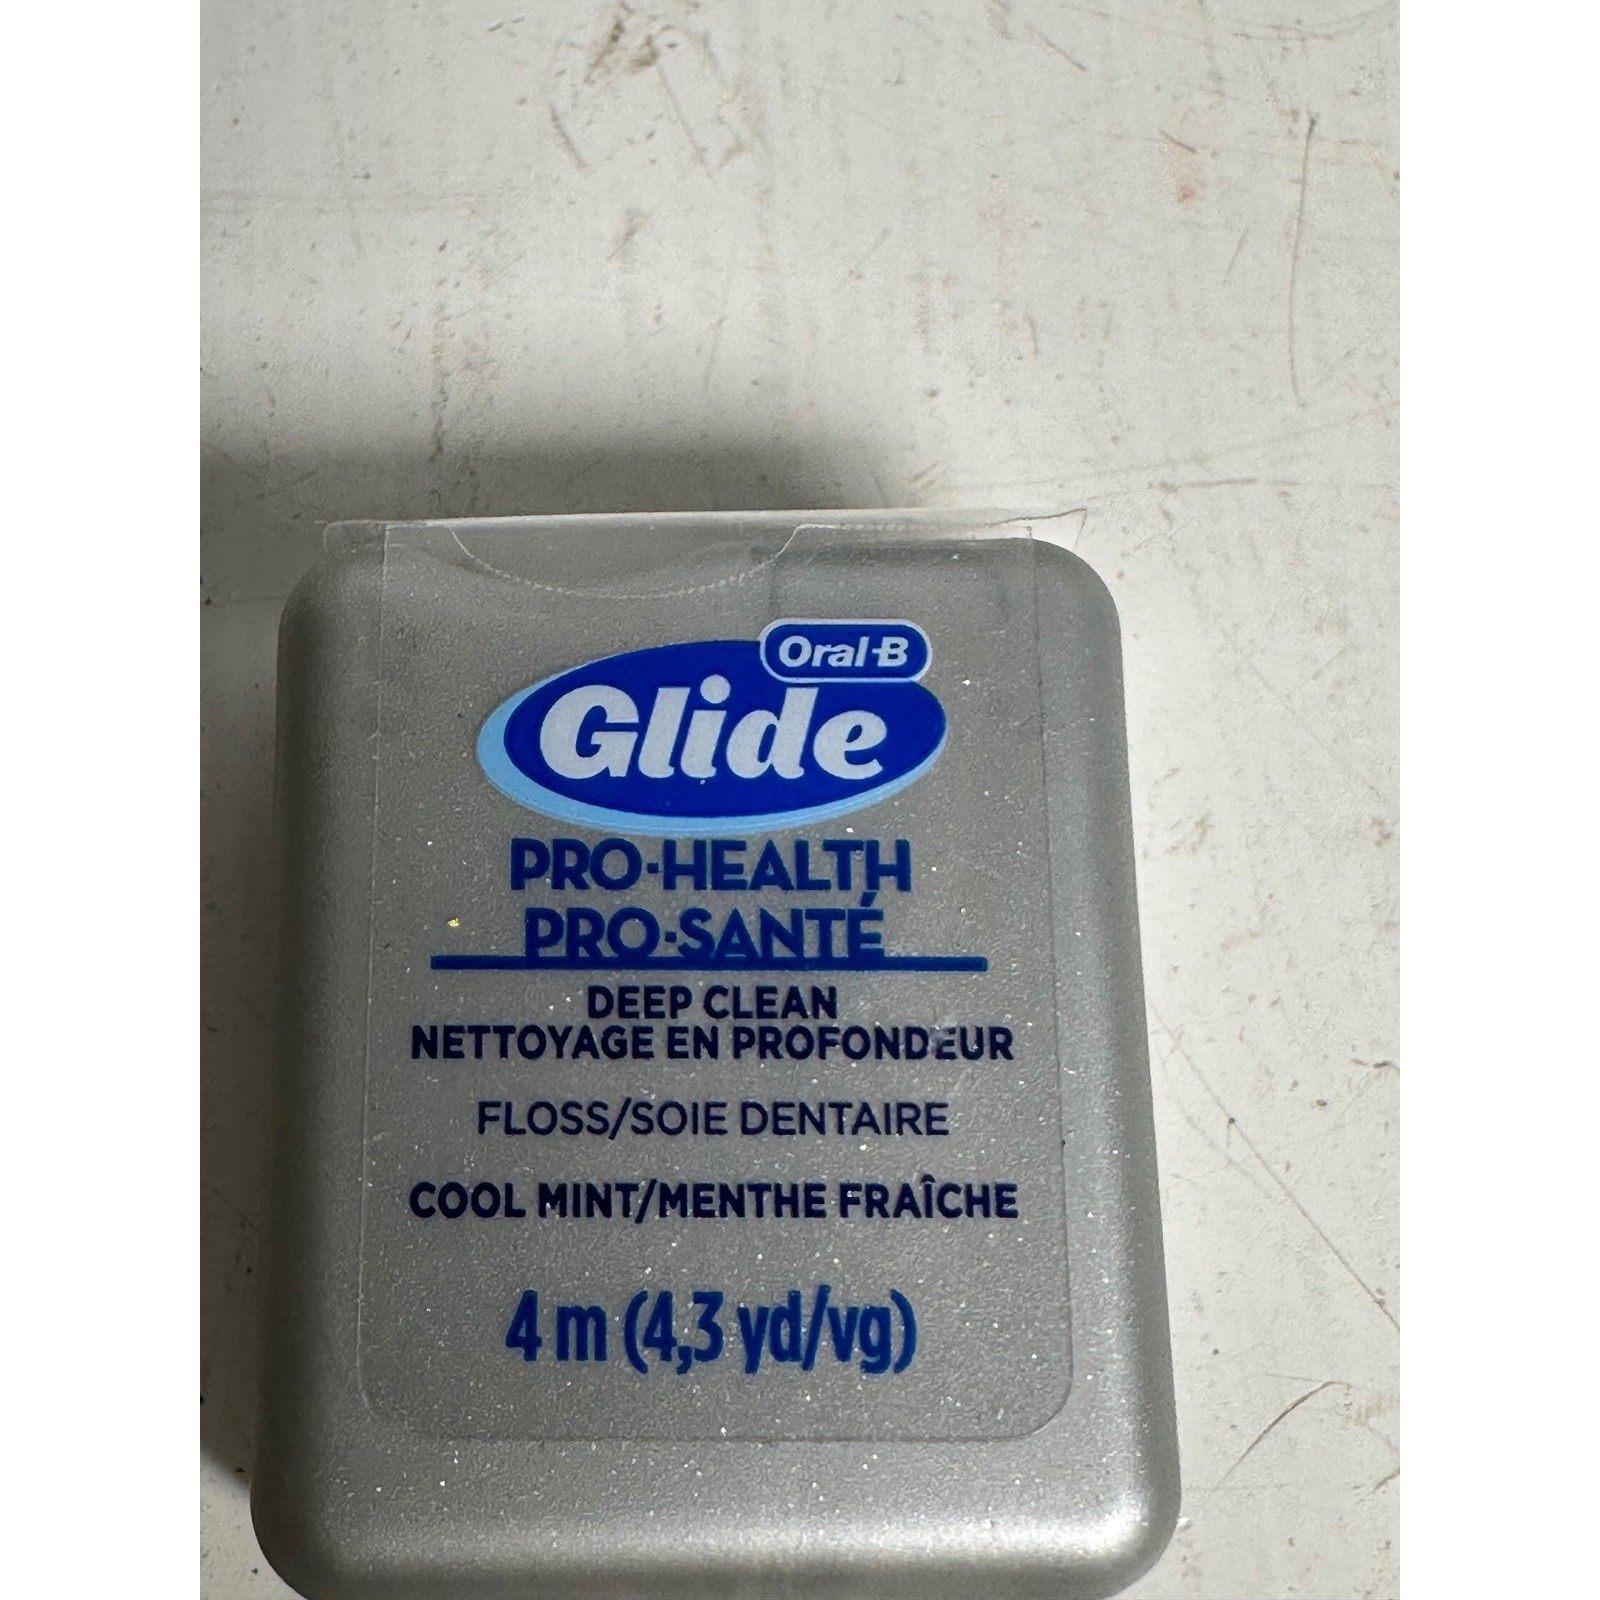 Oral-B
Glide
PRO-HEALTH
PRO-SANTÉ
DEEP CLEAN
NETTOYAGE EN PROFONDEUR
FLOSS/SOIE DENTAIRE
COOL MINT/MENTHE FRAÎCHE
4 m (4,3 yd/vg)